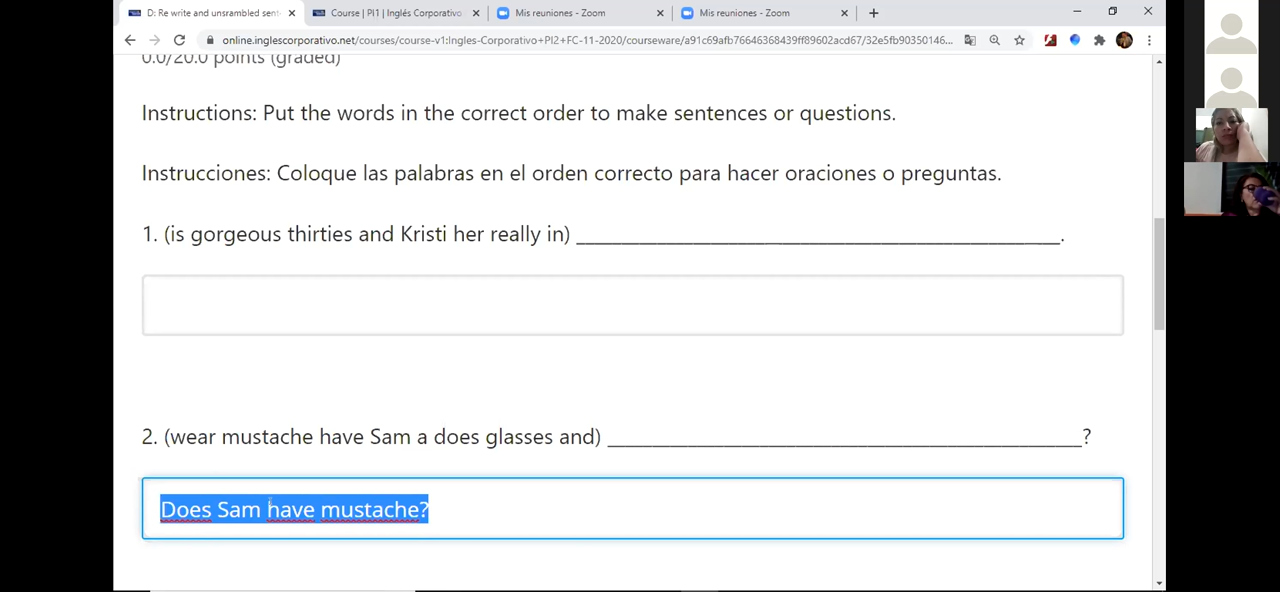 D: Re write and unsrambled sent
Course | PI1 | Inglés Corporativo
Mis reuniones - Zoom
Mis reuniones - Zoom
online.inglescorporativo.net/courses/course-v1:Ingles-Corporativo+PI2+FC-11-2020/courseware/a91c69afb76646368439ff89602acd67/32e5fb90350146...
0.0/20.0 points (graded)
Instructions: Put the words in the correct order to make sentences or questions.
Instrucciones: Coloque las palabras en el orden correcto para hacer oraciones o preguntas.
1. (is gorgeous thirties and Kristi her really in) ____________________________________________.
2. (wear mustache have Sam a does glasses and) ___________________________________________?
Does Sam have mustache?